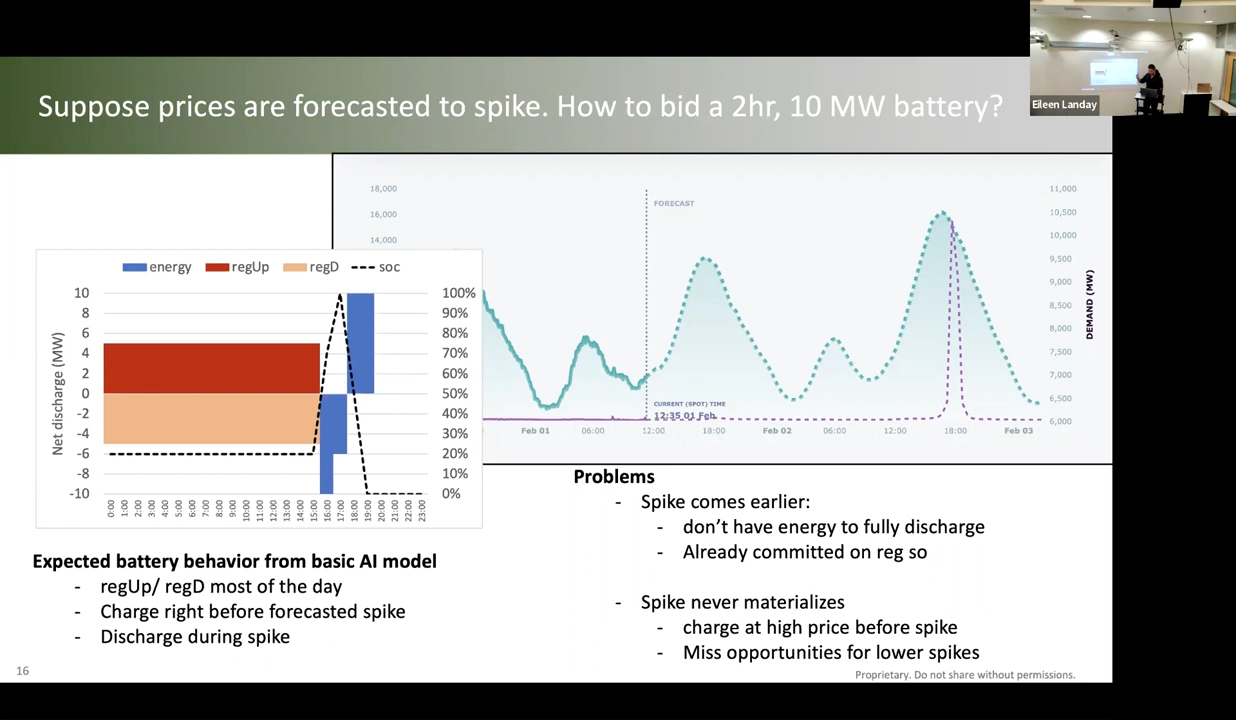 Suppose prices are forecasted to spike. How to bid a 2hr, 10 MW battery?
Eileen Landay
18,000
16,000
14,000
FORECAST
CURRENT (SPOT) TIME
12:35 01 Feb
Feb 01
06:00
12:00
18:00
Feb 02
06:00
12:00
18:00
Feb 03
11,000
10,500
10,000
9,500
9,000
8,500
8,000
7,500
7,000
6,500
6,000
DEMAND (MW)
energy regUp regD soc
Net discharge (MW)
10
8
6
4
2
0
-2
-4
-6
-8
-10
100%
90%
80%
70%
60%
50%
40%
30%
20%
10%
0%
0:00
1:00
2:00
3:00
4:00
5:00
6:00
7:00
8:00
9:00
10:00
11:00
12:00
13:00
14:00
15:00
16:00
17:00
18:00
19:00
20:00
21:00
22:00
23:00
Expected battery behavior from basic AI model
- regUp/ regD most of the day
- Charge right before forecasted spike
- Discharge during spike
Problems
- Spike comes earlier:
- don't have energy to fully discharge
- Already committed on reg so
- Spike never materializes
- charge at high price before spike
- Miss opportunities for lower spikes
16
Proprietary. Do not share without permissions.